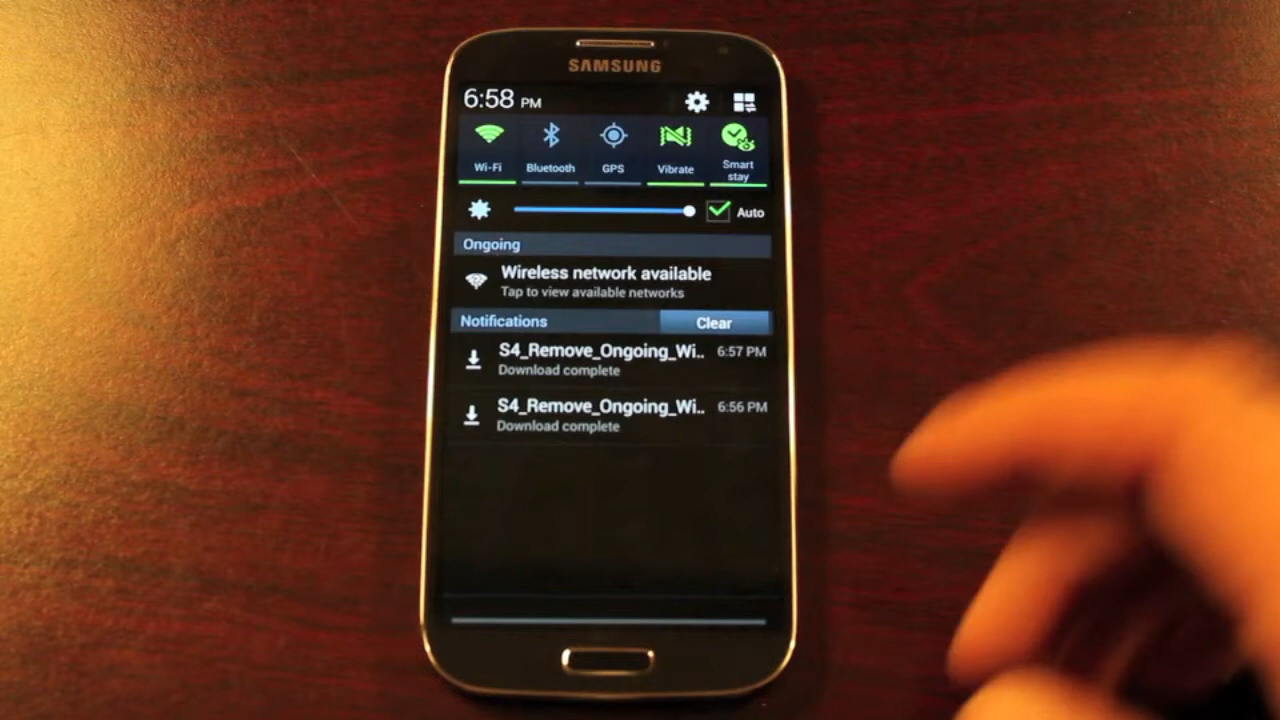 SAMSUNG
6:58 PM
Wi-Fi Bluetooth GPS Vibrate Smart stay
Auto
Ongoing
Wireless network available
Tap to view available networks
Notifications Clear
S4_Remove_Ongoing_Wi.. 6:57 PM
Download complete
S4_Remove_Ongoing_Wi.. 6:56 PM
Download complete